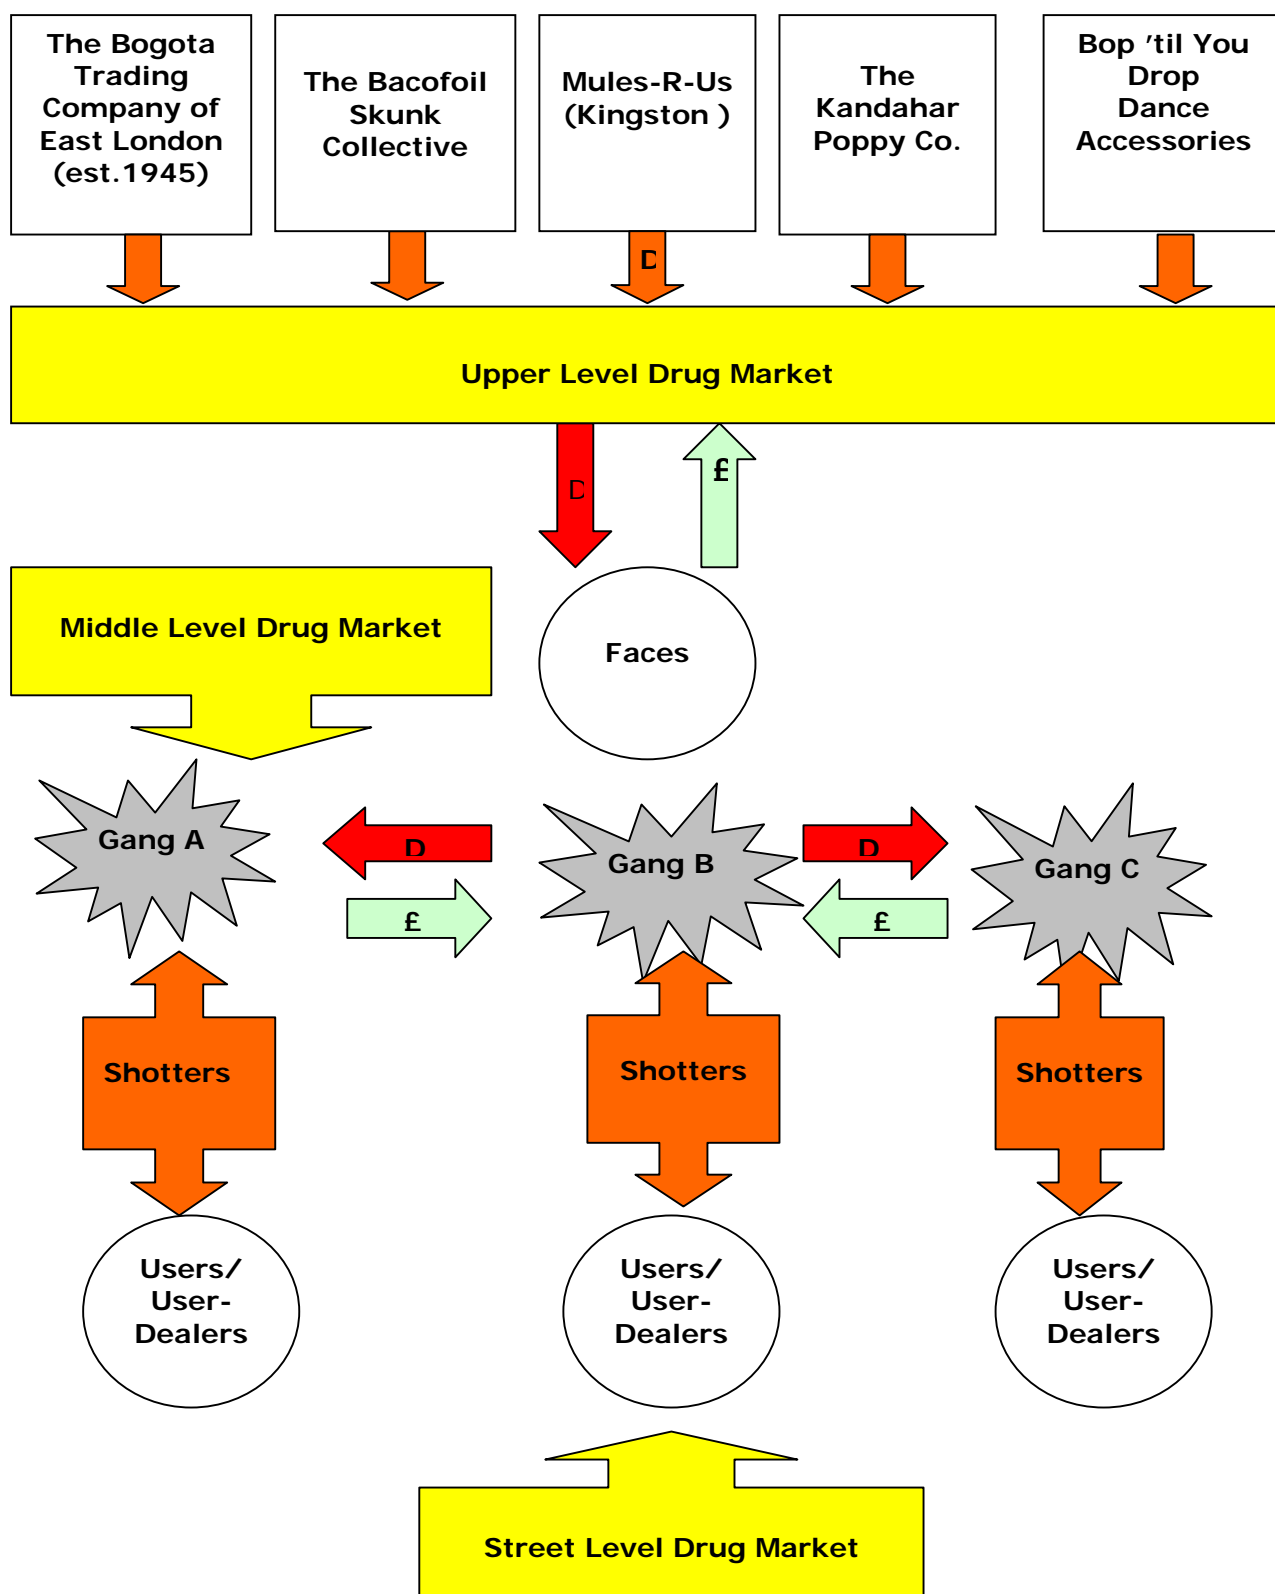 The Bogota
Trading
Company of
East London
(est.1945)
The Bacofoil
Skunk
Collective
Mules-R-Us
(Kingston )
The
Kandahar
Poppy Co.
Bop ’til You
Drop
Dance
Accessories
D
Upper Level Drug Market
D
£
Middle Level Drug Market
Faces
Gang A
D
£
Gang B
D
£
Gang C
Shotters
Shotters
Shotters
Users/
User-
Dealers
Users/
User-
Dealers
Users/
User-
Dealers
Street Level Drug Market